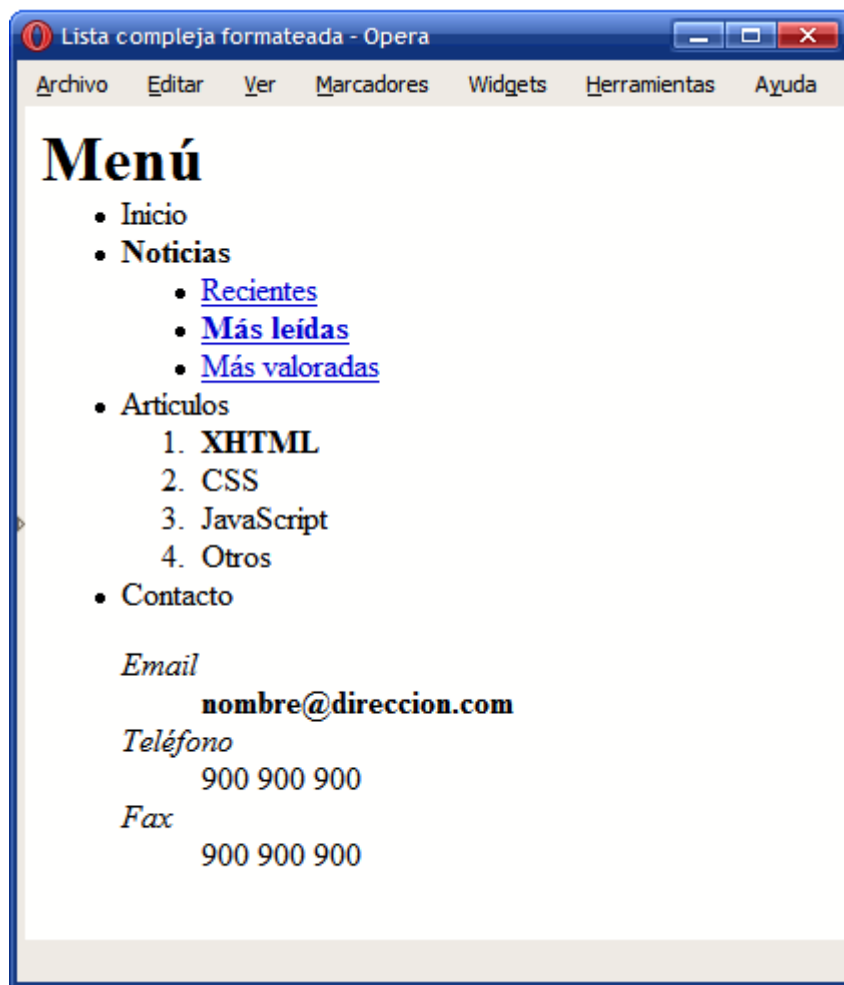 Lista compleja formateada - Opera
Archivo Editar Ver Marcadores Widgets Herramientas Ayuda
Menú
• Inicio
• Noticias
• Recientes
• Más leídas
• Más valoradas
• Artículos
1. XHTML
2. CSS
3. JavaScript
4. Otros
• Contacto
Email
nombre@direccion.com
Teléfono
900 900 900
Fax
900 900 900